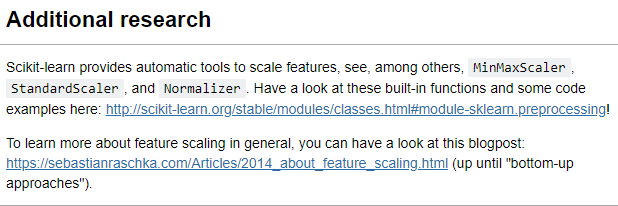 Additional research
Scikit-learn provides automatic tools to scale features, see, among others, MinMaxScaler ,
StandardScaler , and Normalizer . Have a look at these built-in functions and some code
examples here: http://scikit-learn.org/stable/modules/classes.html#module-sklearn.preprocessing!
To learn more about feature scaling in general, you can have a look at this blogpost:
https://sebastianraschka.com/Articles/2014_about_feature_scaling.html (up until "bottom-up
approaches").